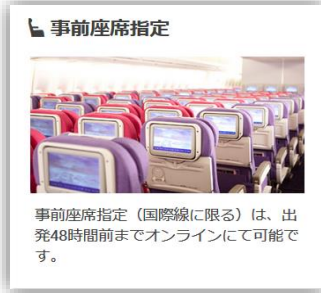 事前座席指定
事前座席指定（国際線に限る）は、出
発48時間前までオンラインにて可能で
す。